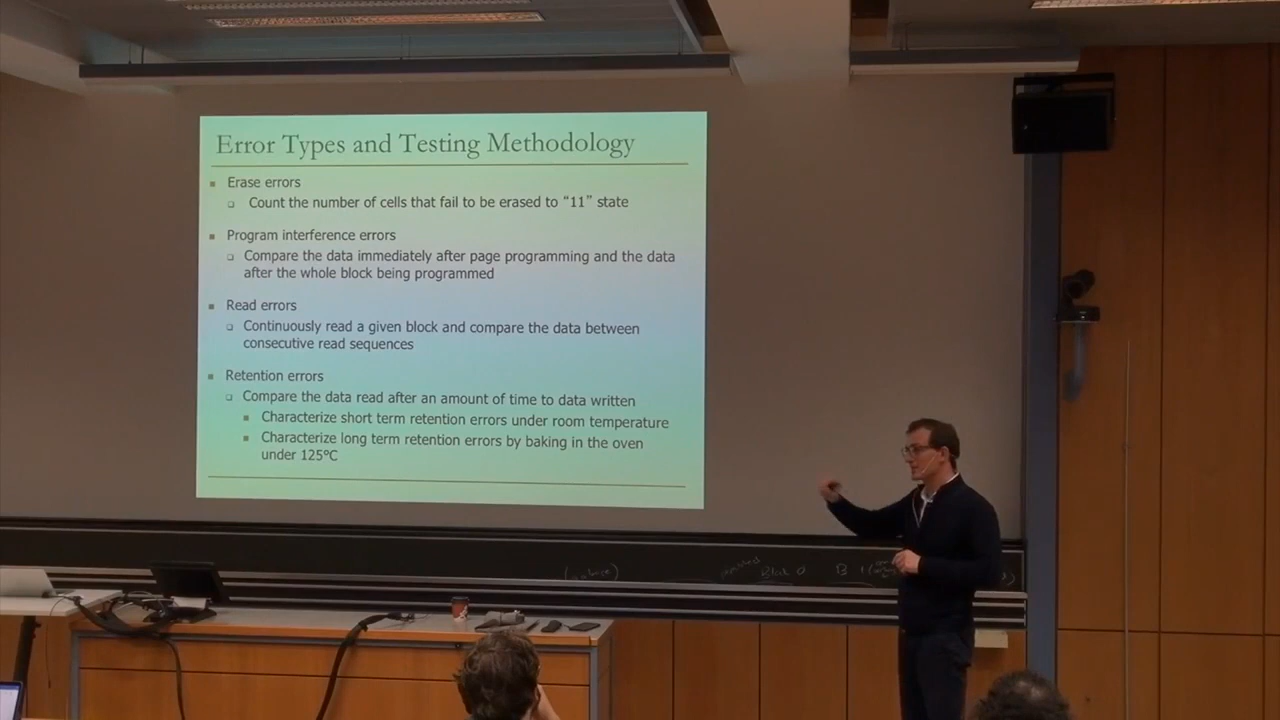 Error Types and Testing Methodology
Erase errors
Count the number of cells that fail to be erased to “11” state
Program interference errors
Compare the data immediately after page programming and the data
after the whole block being programmed
Read errors
Continuously read a given block and compare the data between
consecutive read sequences
Retention errors
Compare the data read after an amount of time to data written
Characterize short term retention errors under room temperature
Characterize long term retention errors by baking in the oven
under 125ºC
Block 0 B 1